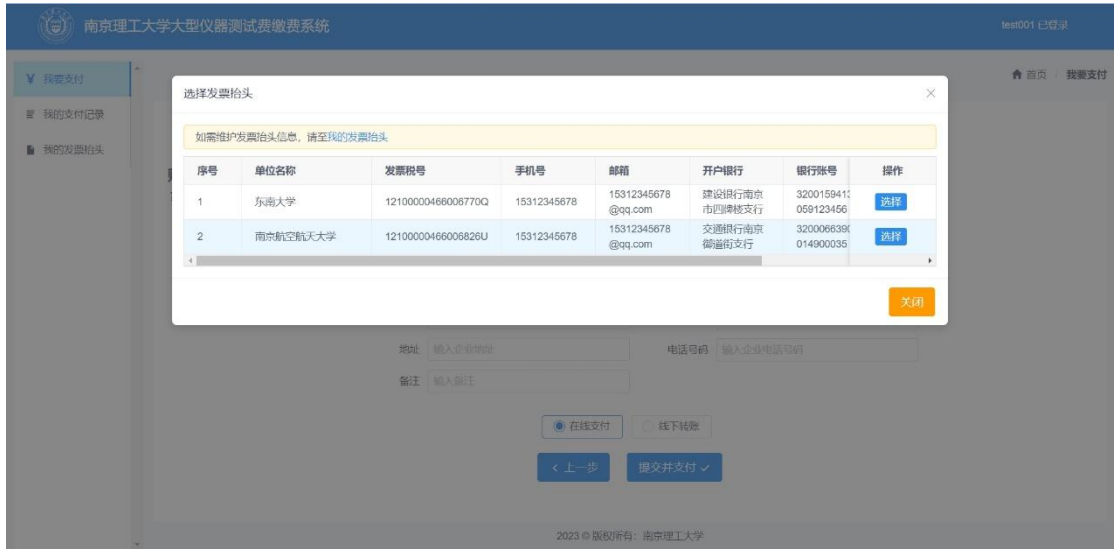 南京理工大学大型仪器测试费缴费系统
test001 已登录
¥ 我要支付
我的支付记录
我的发票抬头
首页 / 我要支付
选择发票抬头
如需维护发票抬头信息，请至我的发票抬头
序号 单位名称 发票税号 手机号 邮箱 开户银行 银行账号 操作
1 东南大学 12100000466006770Q 15312345678 15312345678@qq.com 建设银行南京市四牌楼支行 320015941059123456 选择
2 南京航空航天大学 12100000466006826U 15312345678 15312345678@qq.com 交通银行南京御道街支行 014900035 选择
关闭
地址 输入企业地址 电话号码 输入企业电话号码
备注 输入备注
在线支付 线下转账
< 上一步 提交并支付 ✓
2023 © 版权所有：南京理工大学